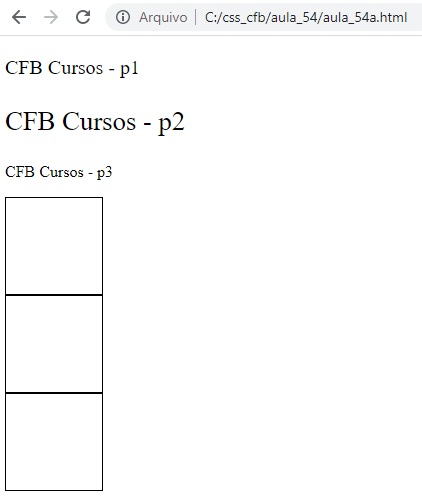 Arquivo | C:/css_cfb/aula_54/aula_54a.html
CFB Cursos - p1
CFB Cursos - p2
CFB Cursos - p3